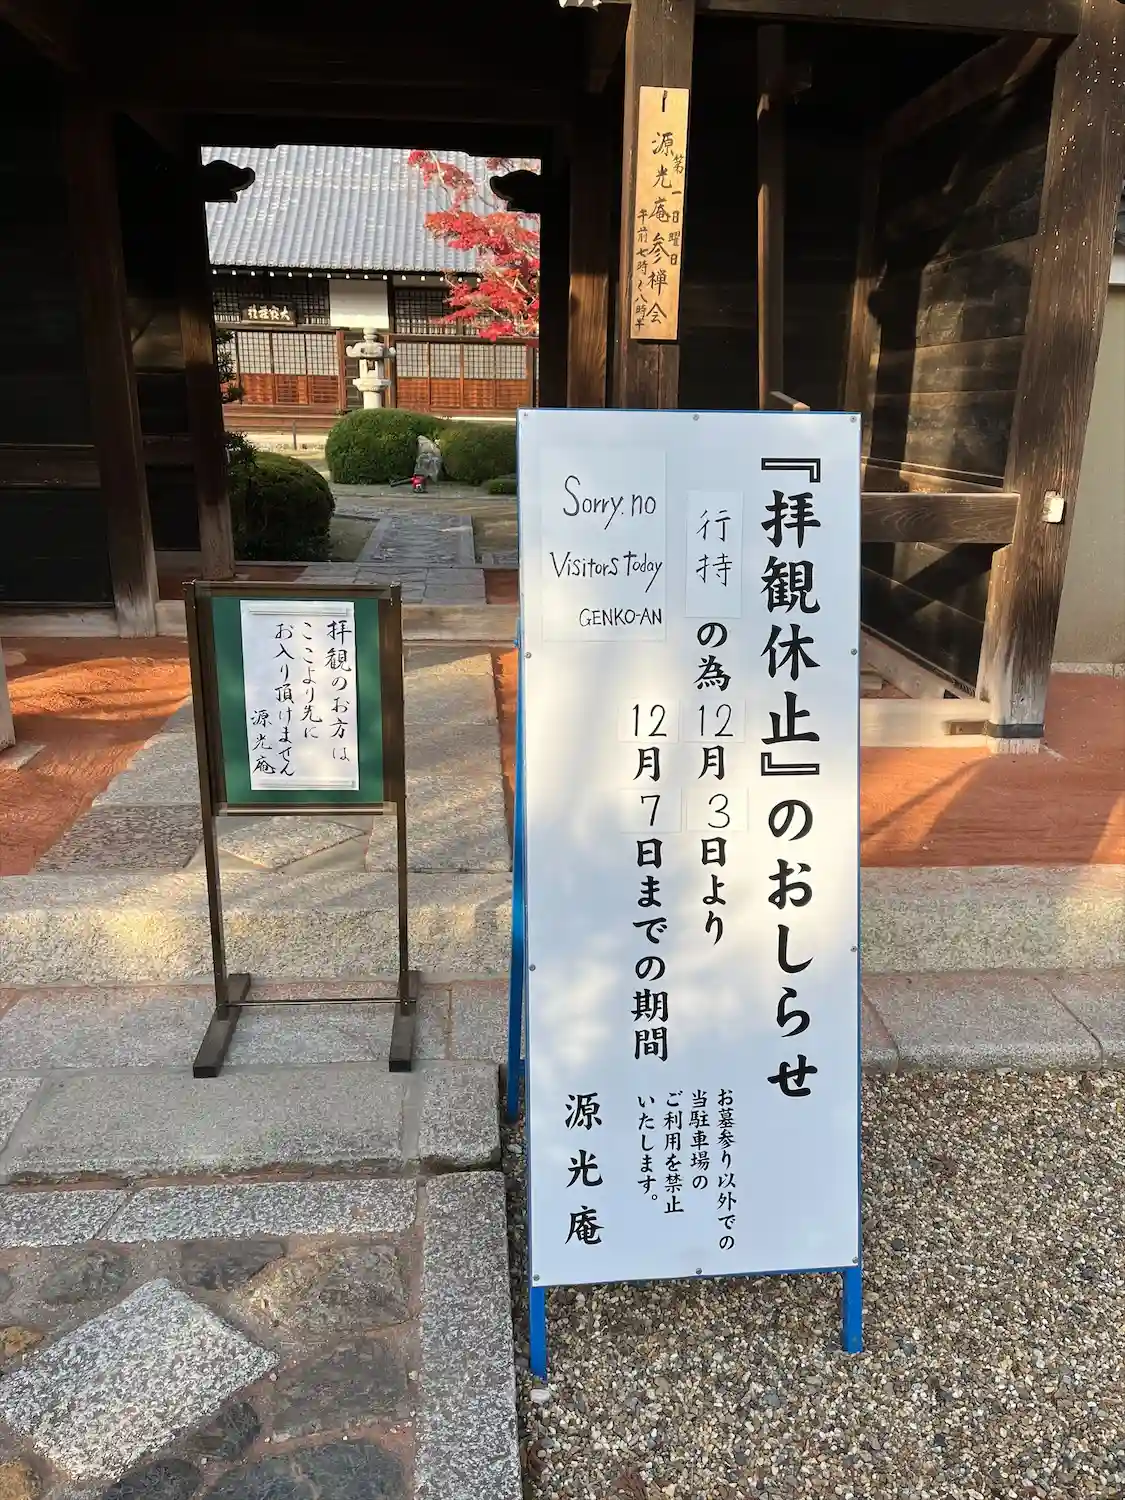 源光庵参禅会
第一日曜日
午前七時〜八時半
『拝観休止』のおしらせ
行持の為12月3日より
12月7日までの期間
Sorry. no
Visitors Today
GENKO-AN
お墓参り以外での
当駐車場の
ご利用を禁止
いたします。
源光庵
拝観のお方は
ここより先に
お入り頂けません
源光庵